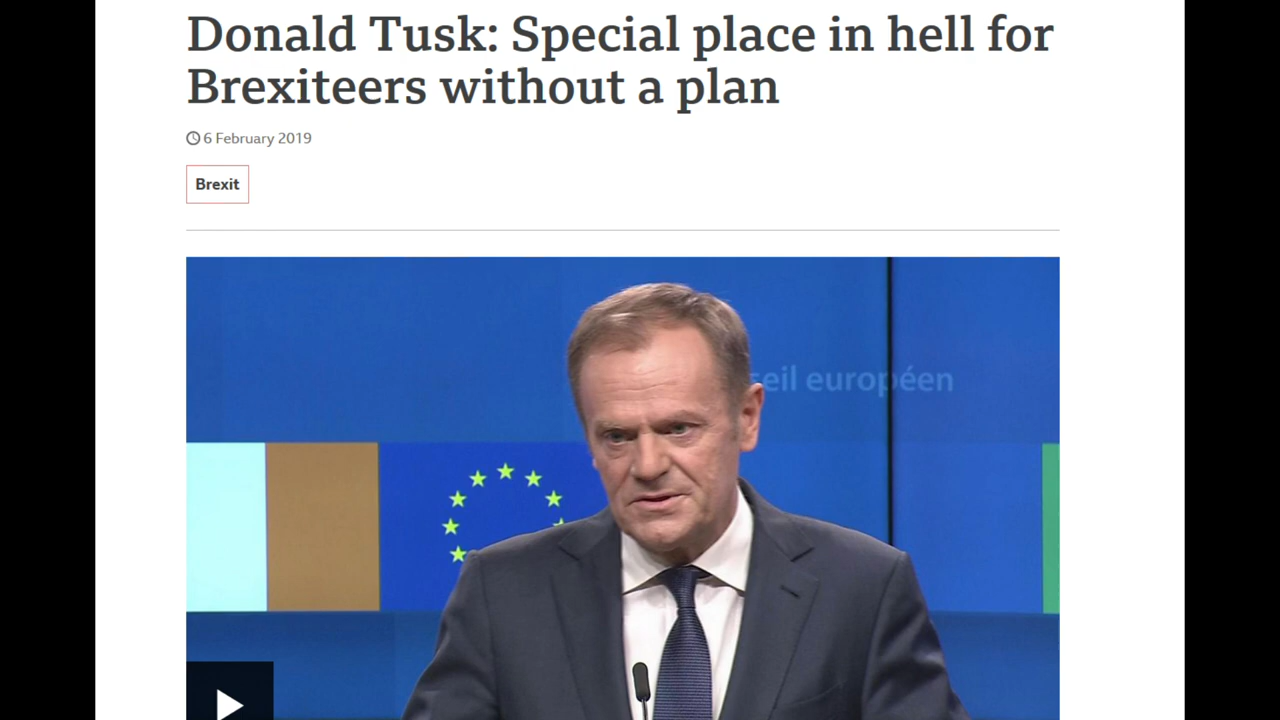 Donald Tusk: Special place in hell for
Brexiteers without a plan
6 February 2019
Brexit
seil européen